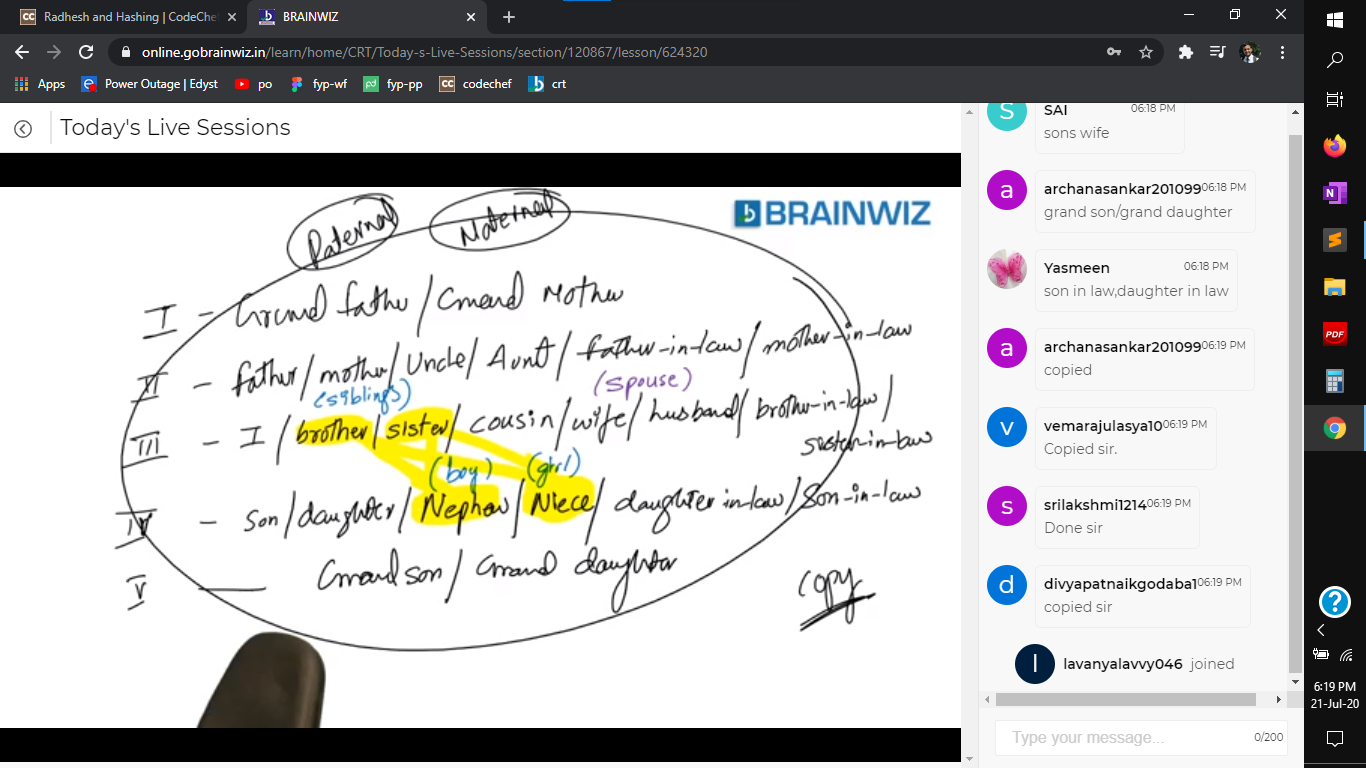 Radhesh and Hashing | CodeChe
BRAINWIZ
online.gobrainwiz.in/learn/home/CRT/Today-s-Live-Sessions/section/120867/lesson/624320
Apps
Power Outage | Edyst
po
fyp-wf
fyp-pp
codechef
crt
Today's Live Sessions
Paternal Maternal
BRAINWIZ
I - Grand father / Grand Mother
II - father / mother / Uncle / Aunt / father-in-law / mother-in-law
(siblings) (spouse)
III - I / brother / sister / cousin / wife / husband / brother-in-law /
sister-in-law
(boy) (girl)
IV - son / daughter / Nephew / Niece / daughter in-law / Son-in-law
V - Grand son / Grand daughter
copy
SAI 06:18 PM
sons wife
archanasankar201099 06:18 PM
grand son/grand daughter
Yasmeen 06:18 PM
son in law,daughter in law
archanasankar201099 06:19 PM
copied
vemarajulasya10 06:19 PM
Copied sir.
srilakshmi1214 06:19 PM
Done sir
divyapatnaikgodaba1 06:19 PM
copied sir
lavanyalavvy046 joined
Type your message... 0/200
6:19 PM
21-Jul-20